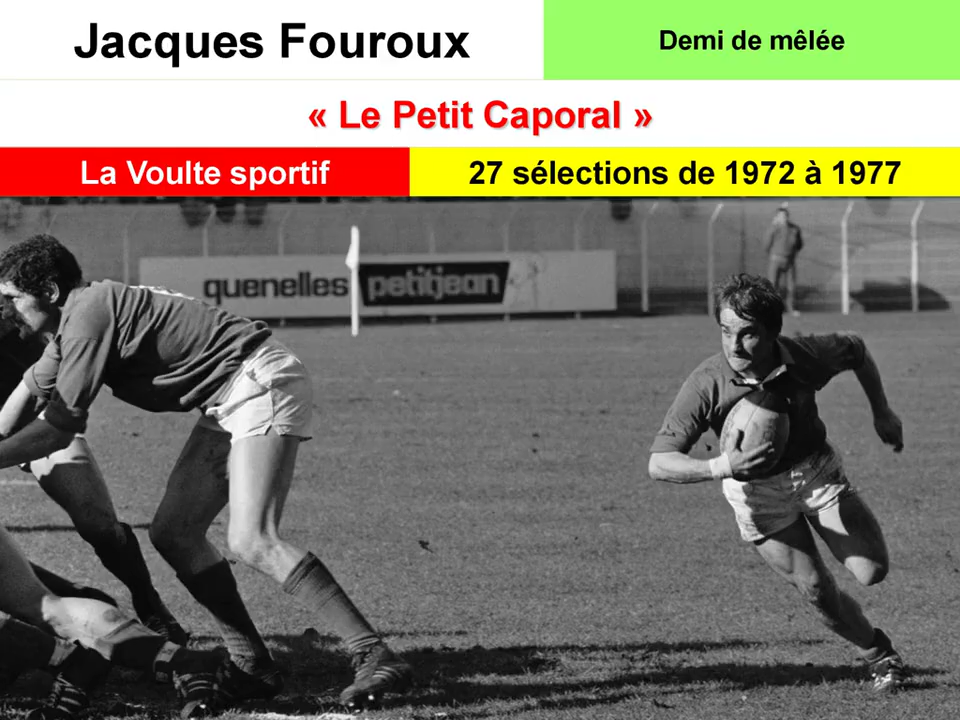 Jacques Fouroux
Demi de mêlée
« Le Petit Caporal »
La Voulte sportif
27 sélections de 1972 à 1977
quenelles petitjean